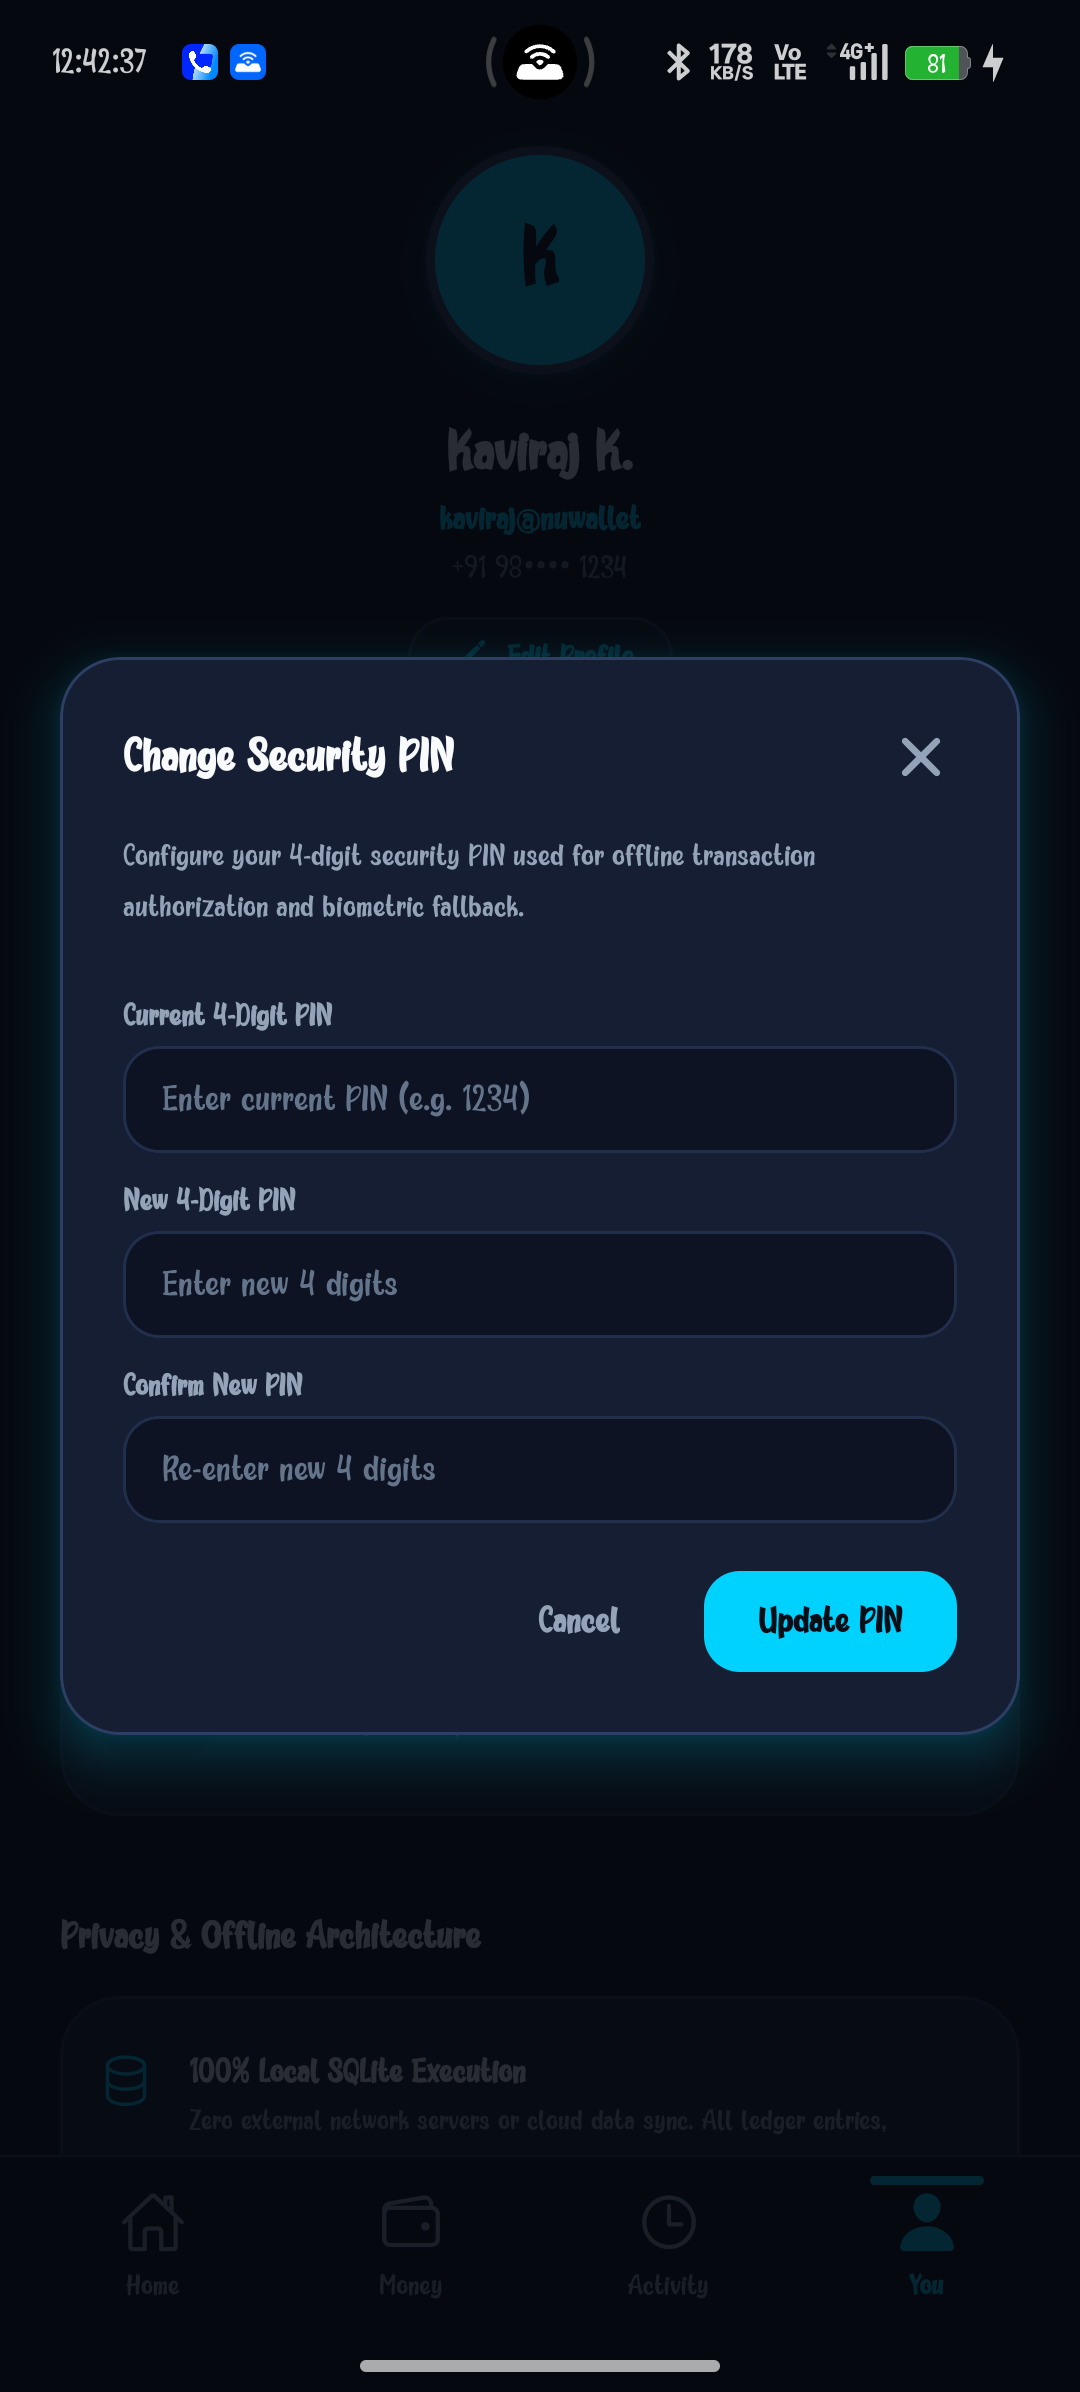 12:42:37
178 KB/S
Vo LTE
4G+
81
K
Kaviraj K.
kaviraj@nuwallet
+91 98•••• 1234
Edit Profile
Change Security PIN
Configure your 4-digit security PIN used for offline transaction
authorization and biometric fallback.
Current 4-Digit PIN
Enter current PIN (e.g. 1234)
New 4-Digit PIN
Enter new 4 digits
Confirm New PIN
Re-enter new 4 digits
Cancel
Update PIN
Privacy & Offline Architecture
100% Local SQLite Execution
Zero external network servers or cloud data sync. All ledger entries,
Home
Money
Activity
You